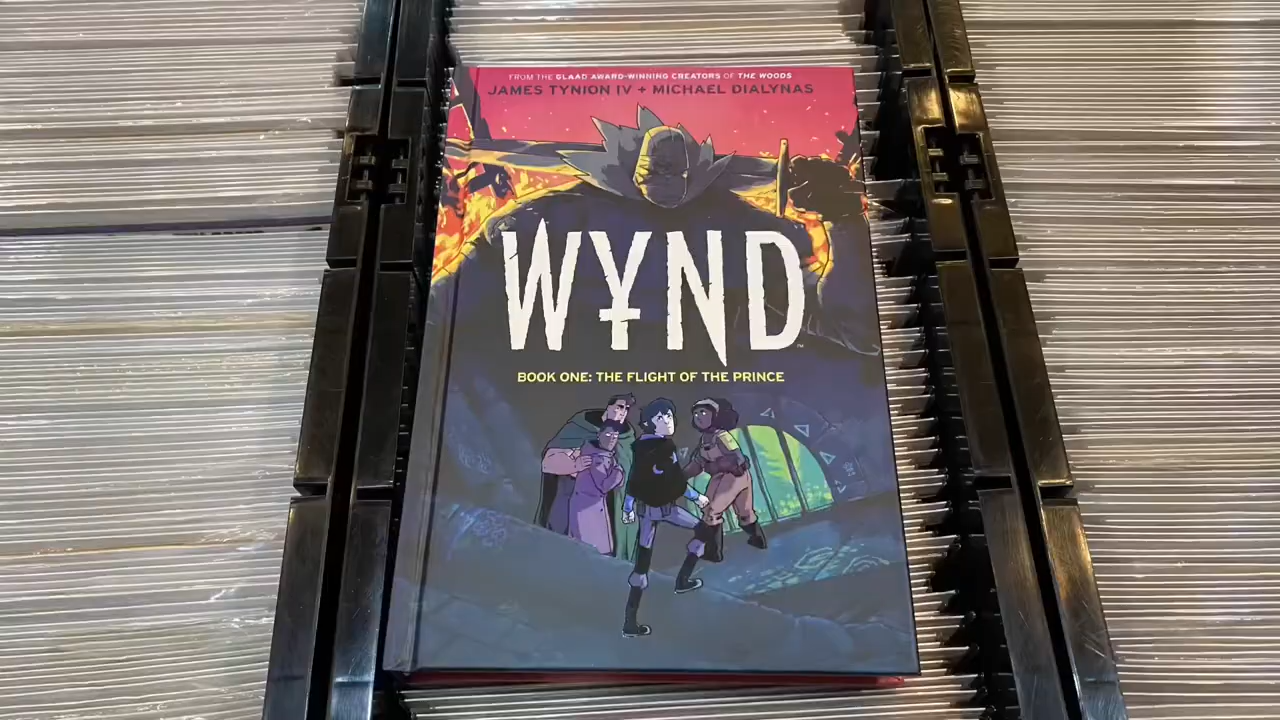 FROM THE GLAAD AWARD-WINNING CREATORS OF THE WOODS
JAMES TYNION IV + MICHAEL DIALYNAS
WYND
BOOK ONE: THE FLIGHT OF THE PRINCE